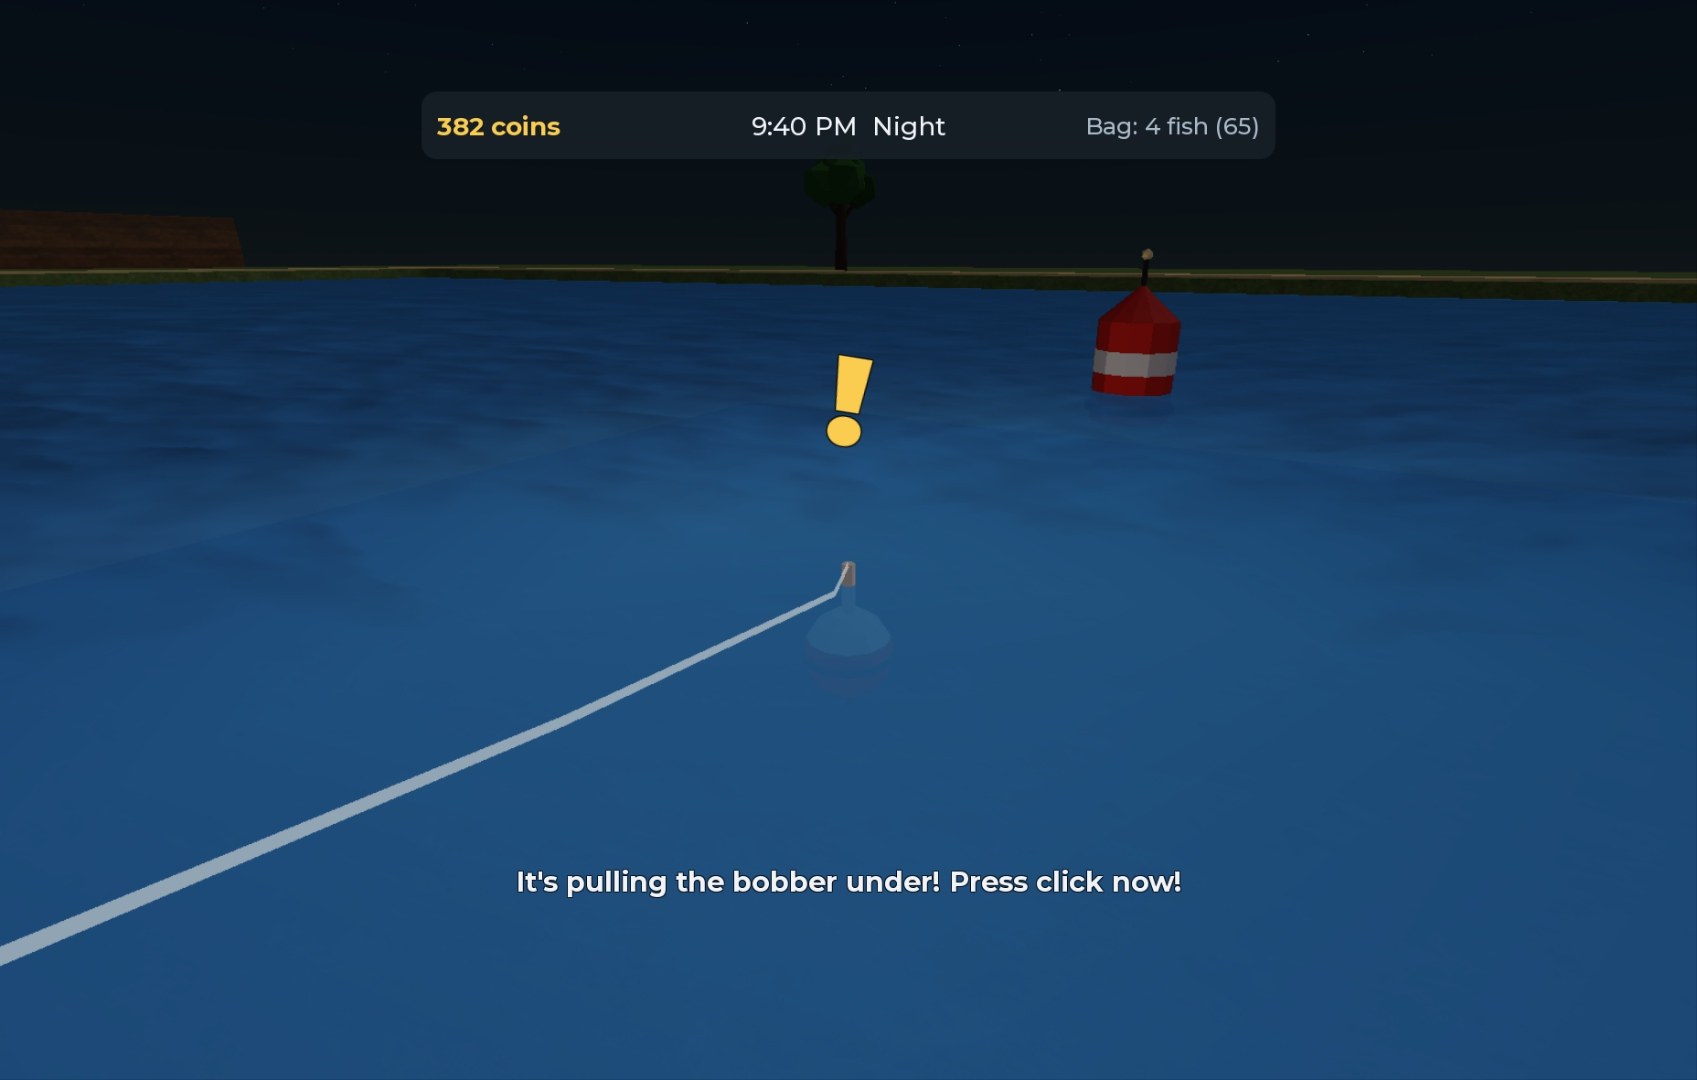 382 coins
9:40 PM Night
Bag: 4 fish (65)
!
It's pulling the bobber under! Press click now!